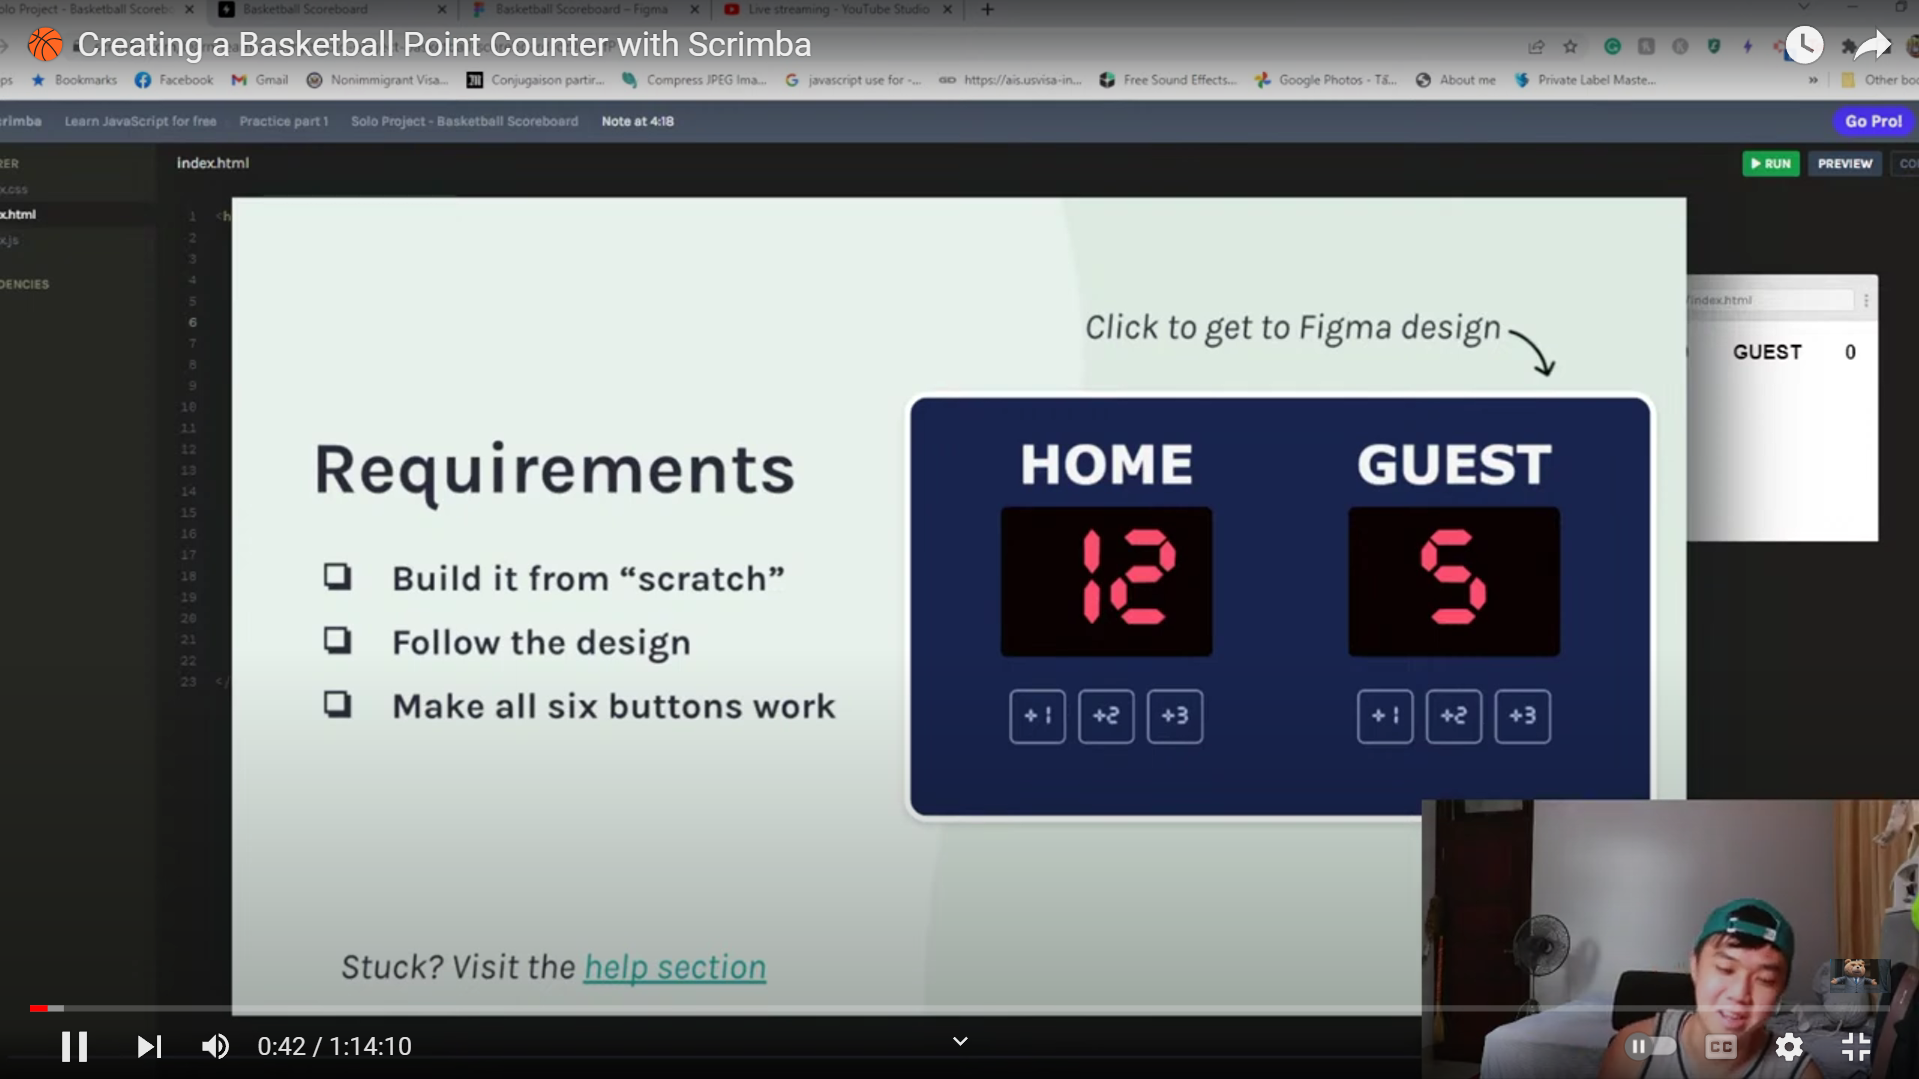 olo Project - Basketball Scorebo
Basketball Scoreboard
Basketball Scoreboard – Figma
Live streaming - YouTube Studio
🏀 Creating a Basketball Point Counter with Scrimba
ps
Bookmarks
Facebook
Gmail
Nonimmigrant Visa...
Conjugaison partir...
Compress JPEG Ima...
javascript use for -...
https://ais.usvisa-in...
Free Sound Effects...
Google Photos - Tấ...
About me
Private Label Maste...
»
Other boo
crimba
Learn JavaScript for free
Practice part 1
Solo Project - Basketball Scoreboard
Note at 4:18
Go Pro!
RER
index.html
RUN
PREVIEW
CO
x.css
x.html
x.js
DENCIES
1 <h
2
3
4
5
6
7
8
9
10
11
12
13
14
15
16
17
18
19
20
21
22
23 </
/index.html
GUEST 0
Click to get to Figma design
Requirements
Build it from “scratch”
Follow the design
Make all six buttons work
HOME GUEST
12 5
+1 +2 +3 +1 +2 +3
Stuck? Visit the help section
0:42 / 1:14:10
CC